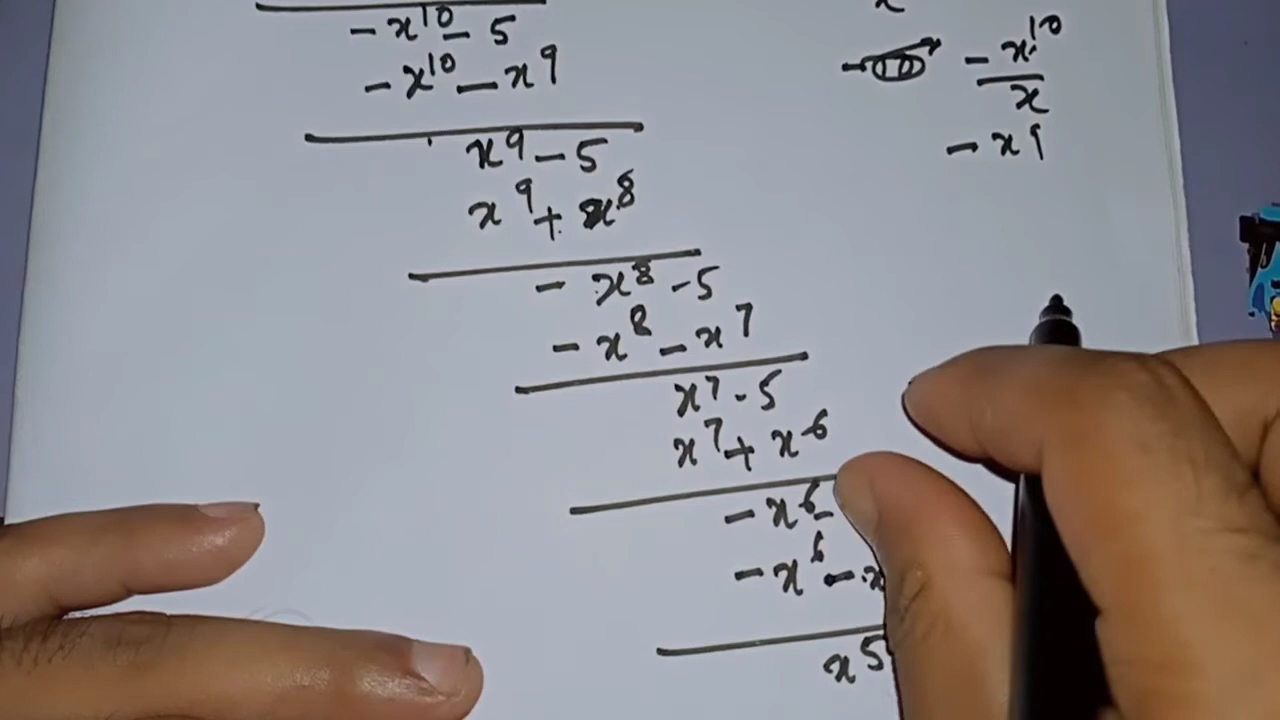 -x¹⁰- 5
-x¹⁰ - x⁹
x⁹-5
x⁹+x⁸
-x⁸-5
-x⁸-x⁷
x⁷-5
x⁷+x⁶
-x⁶-
-x⁶-x
x⁵
x
-x¹⁰
x
-x⁹